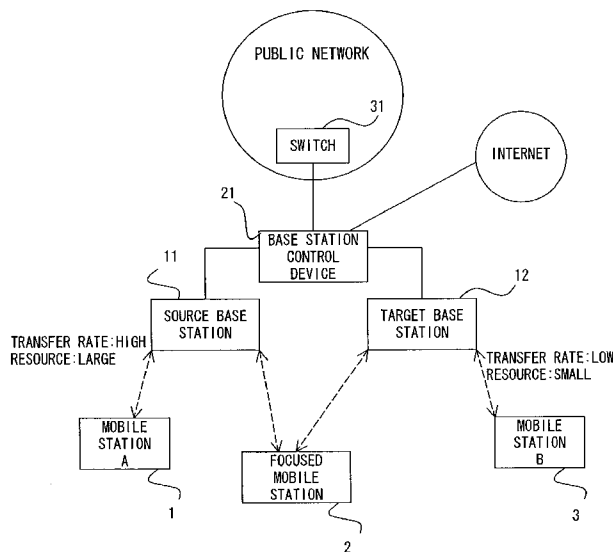 PUBLIC NETWORK
31
SWITCH
INTERNET
21
BASE STATION
CONTROL
DEVICE
11
12
SOURCE BASE
STATION
TARGET BASE
STATION
TRANSFER RATE:HIGH
RESOURCE:LARGE
TRANSFER RATE:LOW
RESOURCE:SMALL
MOBILE
STATION
A
FOCUSED
MOBILE
STATION
MOBILE
STATION
B
1
2
3